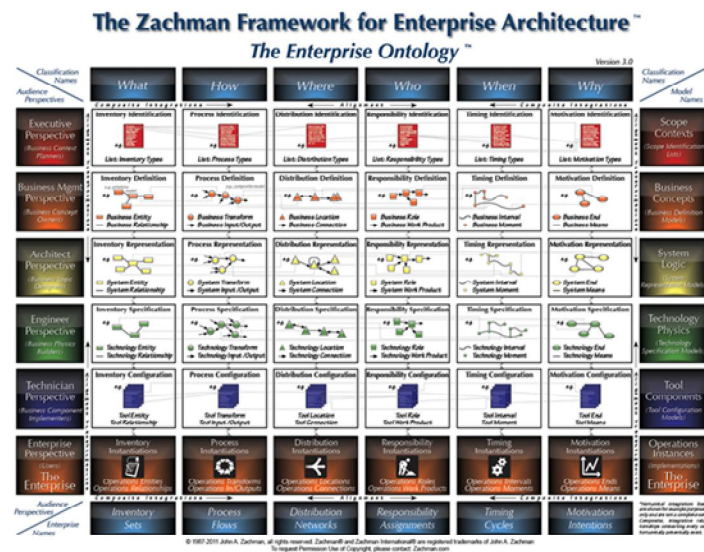 The Zachman Framework for Enterprise Architecture ™
The Enterprise Ontology ™
Version 3.0
Classification Names
Audience Perspectives
What
How
Where
Who
When
Why
Classification Names
Model Names
Composite Integrations
Alignment
Composite Integrations
Executive Perspective
(Business Context Planners)
Inventory Identification
List: Inventory Types
Process Identification
List: Process Types
Distribution Identification
List: Distribution Types
Responsibility Identification
List: Responsibility Types
Timing Identification
List: Timing Types
Motivation Identification
List: Motivation Types
Scope Contexts
(Scope Identification Lists)
Business Mgmt Perspective
(Business Concept Owners)
Inventory Definition
Business Entity
Business Relationship
Process Definition
Business Transform
Business Input/Output
Distribution Definition
Business Location
Business Connection
Responsibility Definition
Business Role
Business Work Product
Timing Definition
Business Interval
Business Moment
Motivation Definition
Business End
Business Means
Business Concepts
(Business Definition Models)
Architect Perspective
Inventory Representation
System Entity
System Relationship
Process Representation
System Transform
System Input /Output
Distribution Representation
System Location
System Connection
Responsibility Representation
System Role
System Work Product
Timing Representation
System Interval
System Moment
Motivation Representation
System End
System Means
System Logic
Engineer Perspective
(Business Physics Builders)
Inventory Specification
Technology Entity
Technology Relationship
Process Specification
Technology Transform
Technology Input /Output
Distribution Specification
Technology Location
Technology Connection
Responsibility Specification
Technology Role
Technology Work Product
Timing Specification
Technology Interval
Technology Moment
Motivation Specification
Technology End
Technology Means
Technology Physics
(Technology Specification Models)
Technician Perspective
(Business Component Implementers)
Inventory Configuration
Tool Entity
Tool Relationship
Process Configuration
Tool Transform
Tool Input /Output
Distribution Configuration
Tool Location
Tool Connection
Responsibility Configuration
Tool Role
Tool Work Product
Timing Configuration
Tool Interval
Tool Moment
Motivation Configuration
Tool End
Tool Means
Tool Components
(Tool Configuration Models)
Enterprise Perspective
(Users)
The Enterprise
Inventory Instantiations
Operations Entities
Operations Relationships
Process Instantiations
Operations Transforms
Operations In/Outputs
Distribution Instantiations
Operations Locations
Operations Connections
Responsibility Instantiations
Operations Roles
Operations Work Products
Timing Instantiations
Operations Intervals
Operations Moments
Motivation Instantiations
Operations Ends
Operations Means
Operations Instances
(Implementations)
The Enterprise
Composite Integrations
Alignment
Composite Integrations
Audience Perspectives
Enterprise Names
Inventory Sets
Process Flows
Distribution Networks
Responsibility Assignments
Timing Cycles
Motivation Intentions
© 1987-2011 John A. Zachman, all rights reserved. Zachman® and Zachman International® are registered trademarks of John A. Zachman
To request Permission Use of Copyright, please contact: Zachman.com